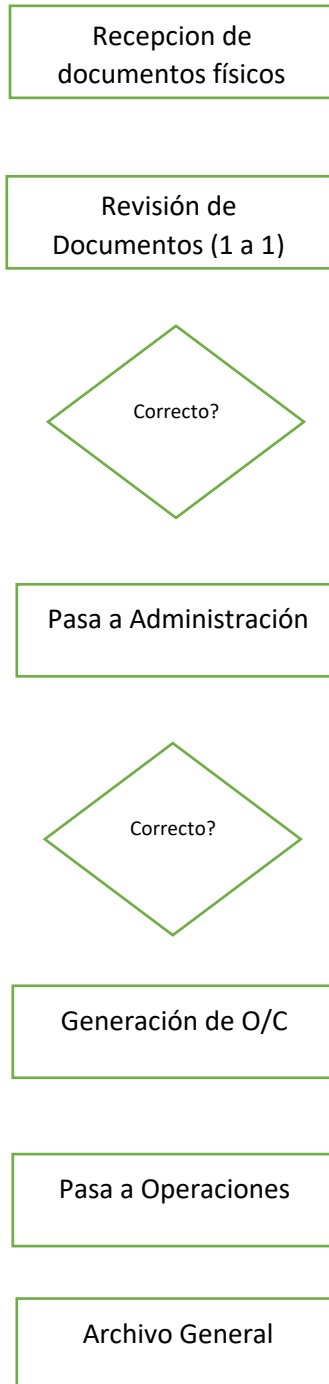 Recepcion de
documentos físicos
Revisión de
Documentos (1 a 1)
Correcto?
Pasa a Administración
Correcto?
Generación de O/C
Pasa a Operaciones
Archivo General